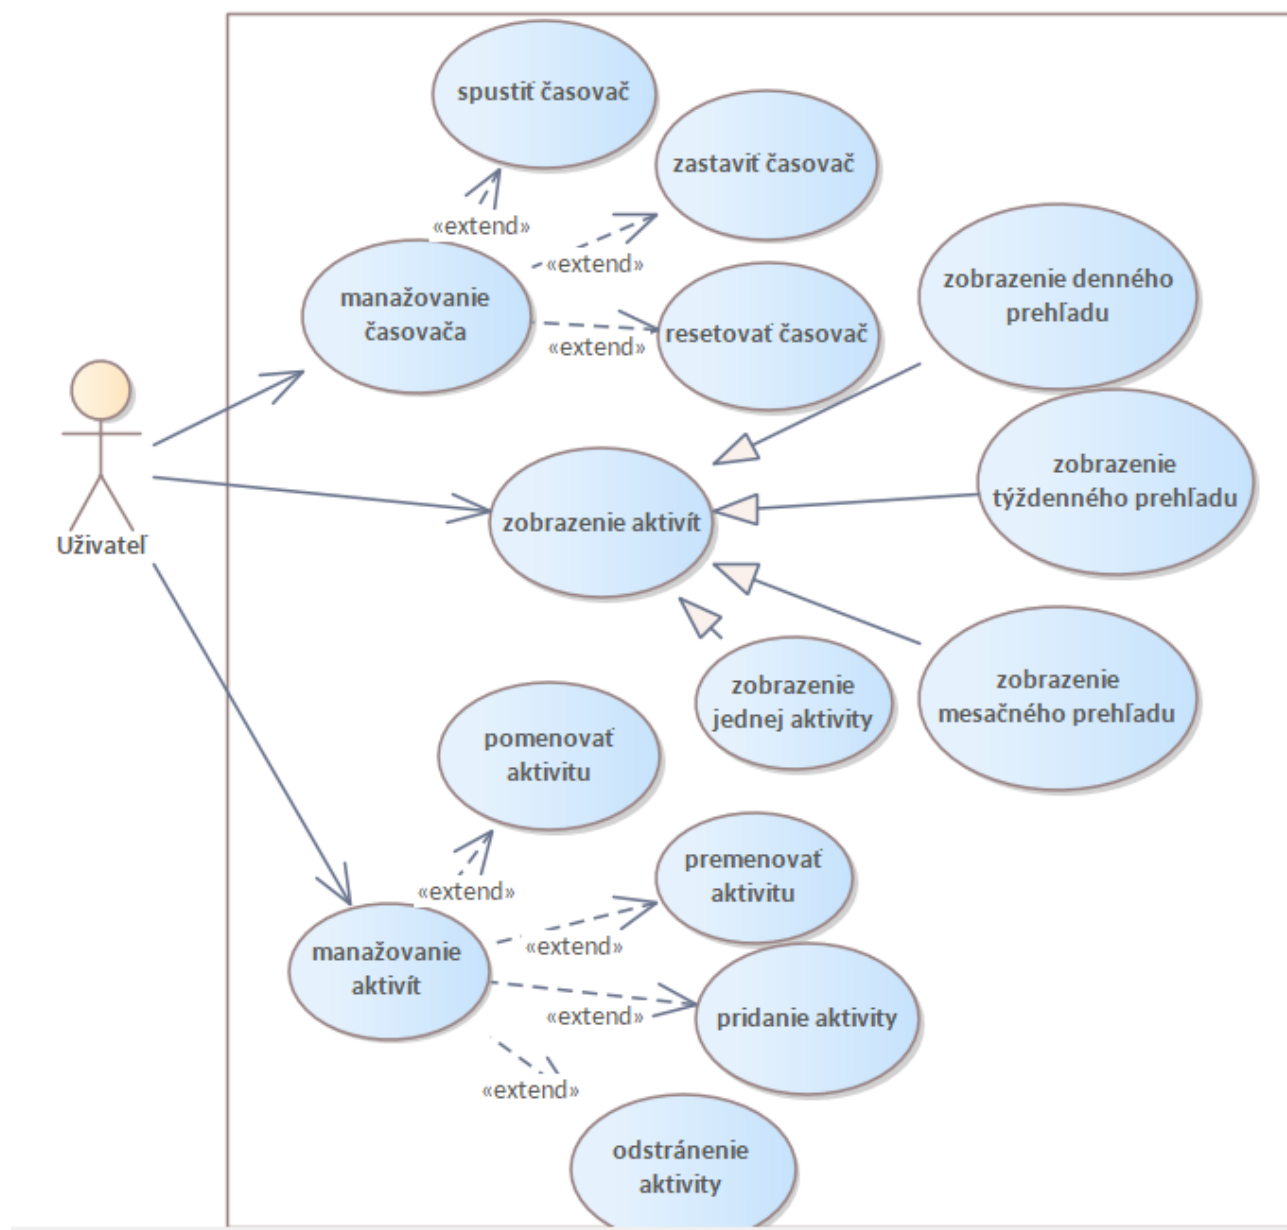 spustiť časovač
zastaviť časovač
«extend»
«extend»
zobrazenie denného
prehľadu
manažovanie
časovača
resetovať časovač
«extend»
zobrazenie
týždenného prehľadu
zobrazenie aktivít
Užívateľ
zobrazenie
jednej aktivity
zobrazenie
mesačného prehľadu
pomenovať
aktivitu
premenovať
aktivitu
«extend»
«extend»
manažovanie
aktivít
«extend»
pridanie aktivity
«extend»
odstránenie
aktivity